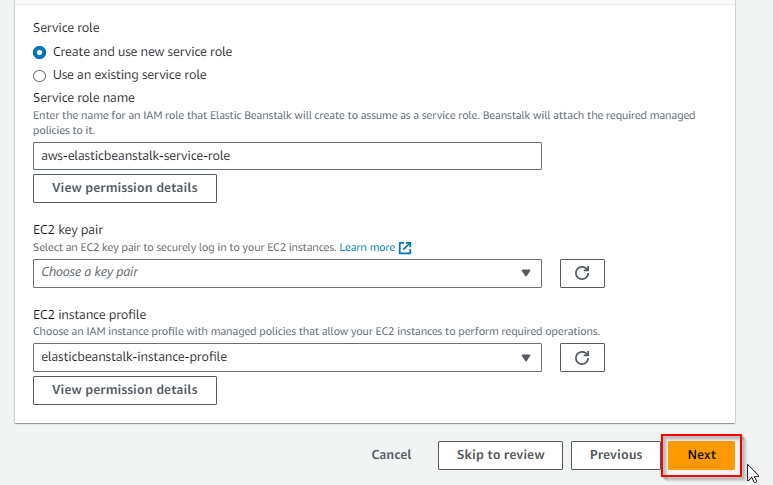 Service role
Create and use new service role
Use an existing service role
Service role name
Enter the name for an IAM role that Elastic Beanstalk will create to assume as a service role. Beanstalk will attach the required managed
policies to it.
aws-elasticbeanstalk-service-role
View permission details
EC2 key pair
Select an EC2 key pair to securely log in to your EC2 instances. Learn more
Choose a key pair
EC2 instance profile
Choose an IAM instance profile with managed policies that allow your EC2 instances to perform required operations.
elasticbeanstalk-instance-profile
View permission details
Cancel Skip to review Previous Next